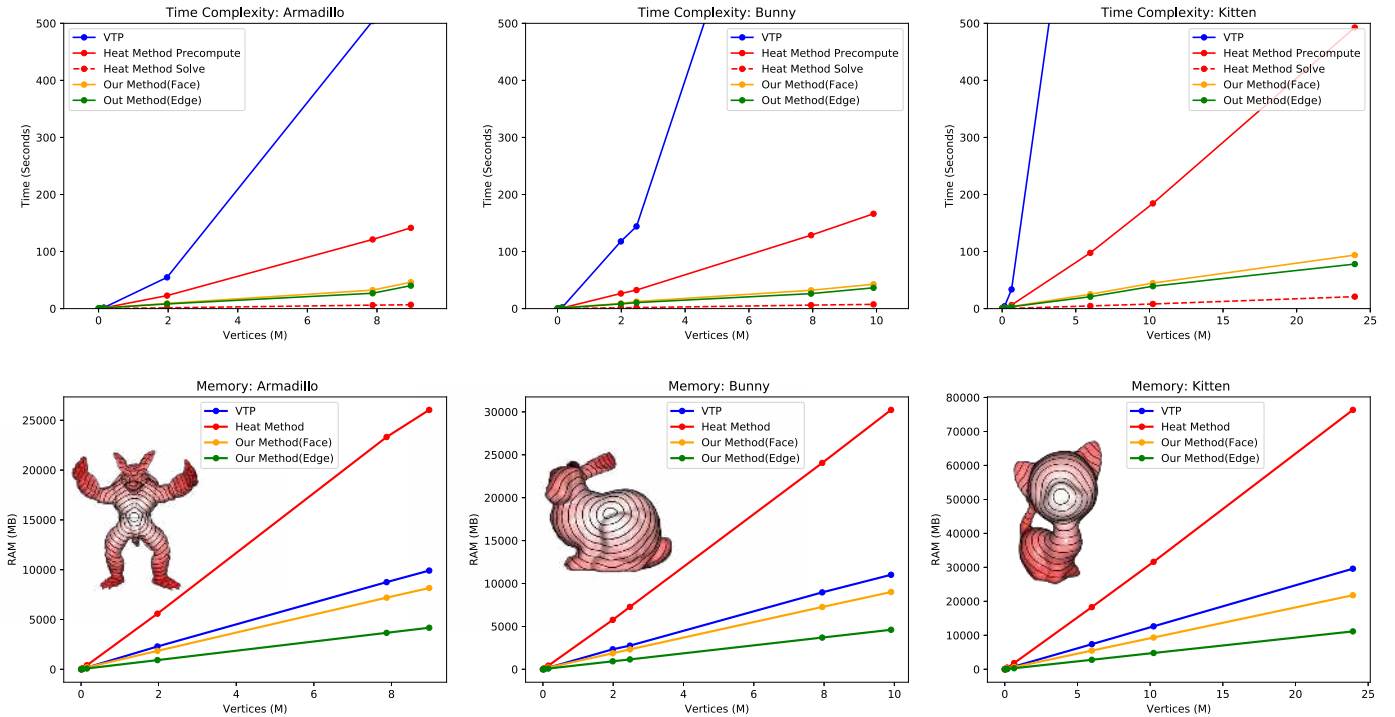 Time Complexity: Armadillo
500
400
300
200
100
0
Time (Seconds)
VTP
Heat Method Precompute
Heat Method Solve
Our Method(Face)
Out Method(Edge)
0 2 4 6 8
Vertices (M)
Time Complexity: Bunny
500
400
300
200
100
0
Time (Seconds)
VTP
Heat Method Precompute
Heat Method Solve
Our Method(Face)
Out Method(Edge)
0 2 4 6 8 10
Vertices (M)
Time Complexity: Kitten
500
400
300
200
100
0
Time (Seconds)
VTP
Heat Method Precompute
Heat Method Solve
Our Method(Face)
Out Method(Edge)
0 5 10 15 20 25
Vertices (M)
Memory: Armadillo
25000
20000
15000
10000
5000
0
RAM (MB)
VTP
Heat Method
Our Method(Face)
Our Method(Edge)
0 2 4 6 8
Vertices (M)
Memory: Bunny
30000
25000
20000
15000
10000
5000
0
RAM (MB)
VTP
Heat Method
Our Method(Face)
Our Method(Edge)
0 2 4 6 8 10
Vertices (M)
Memory: Kitten
80000
70000
60000
50000
40000
30000
20000
10000
0
RAM (MB)
VTP
Heat Method
Our Method(Face)
Our Method(Edge)
0 5 10 15 20 25
Vertices (M)